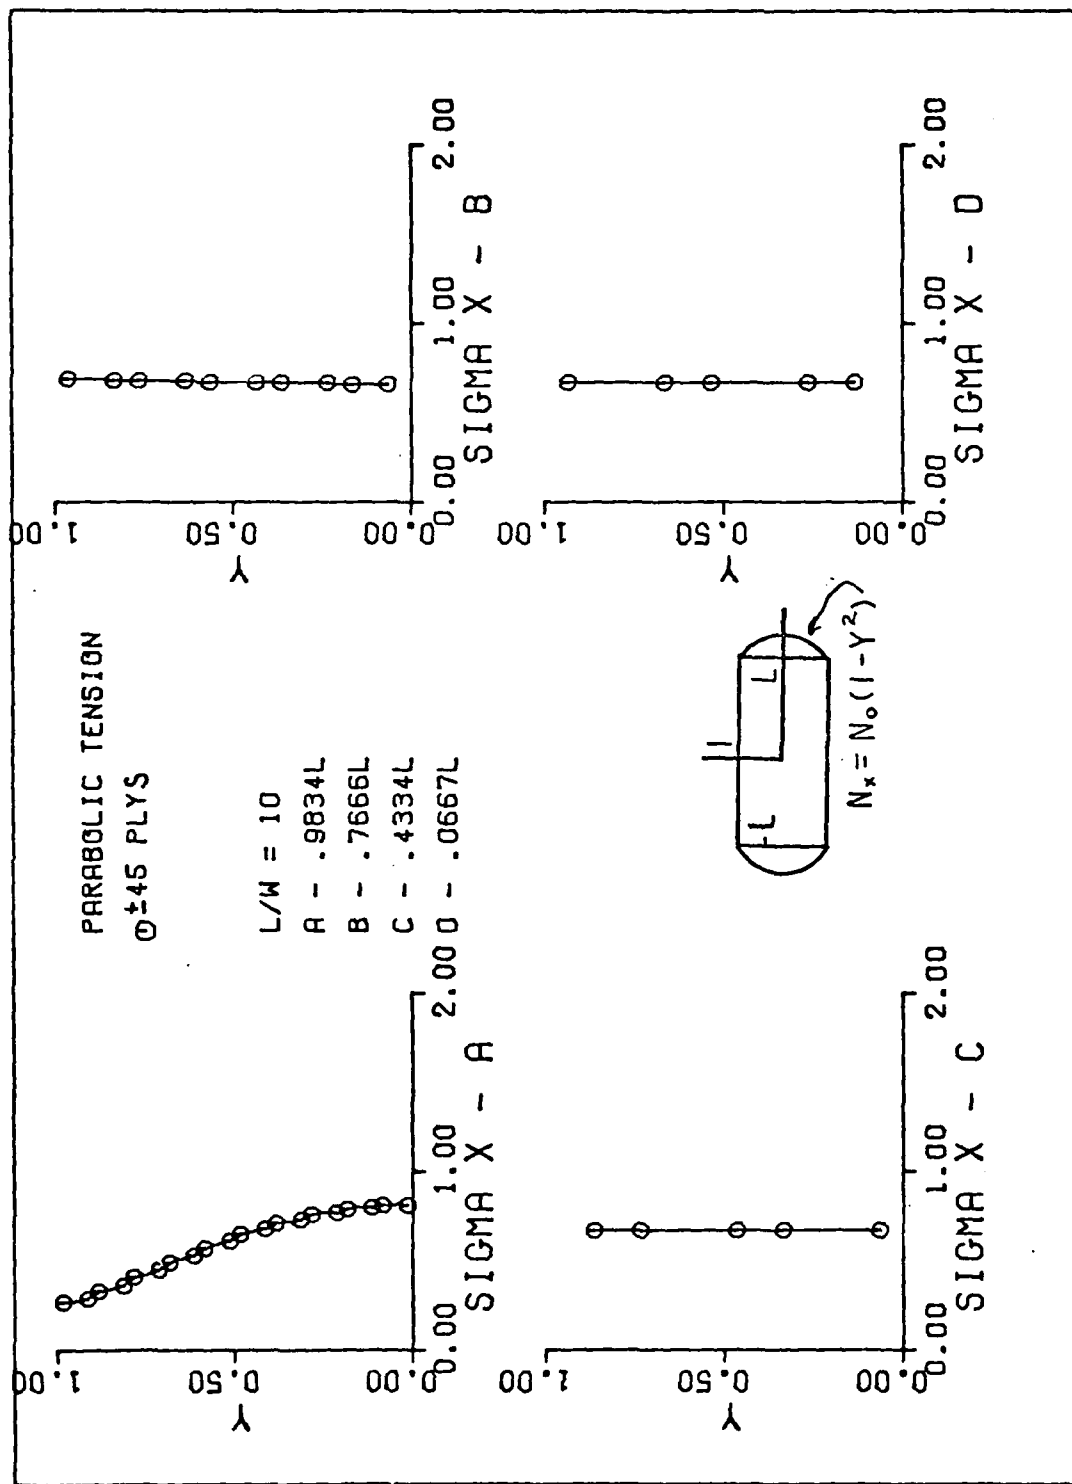 PARABOLIC TENSION
⊙±45 PLYS
L/W = 10
A - .9834L
B - .7666L
C - .4334L
D - .0667L
1.00
0.50
0.00
Y
0.00 1.00 2.00
SIGMA X - A
1.00
0.50
0.00
Y
0.00 1.00 2.00
SIGMA X - B
1.00
0.50
0.00
Y
0.00 1.00 2.00
SIGMA X - C
-L L
Nx = N₀(1-Y²)
1.00
0.50
0.00
Y
0.00 1.00 2.00
SIGMA X - D